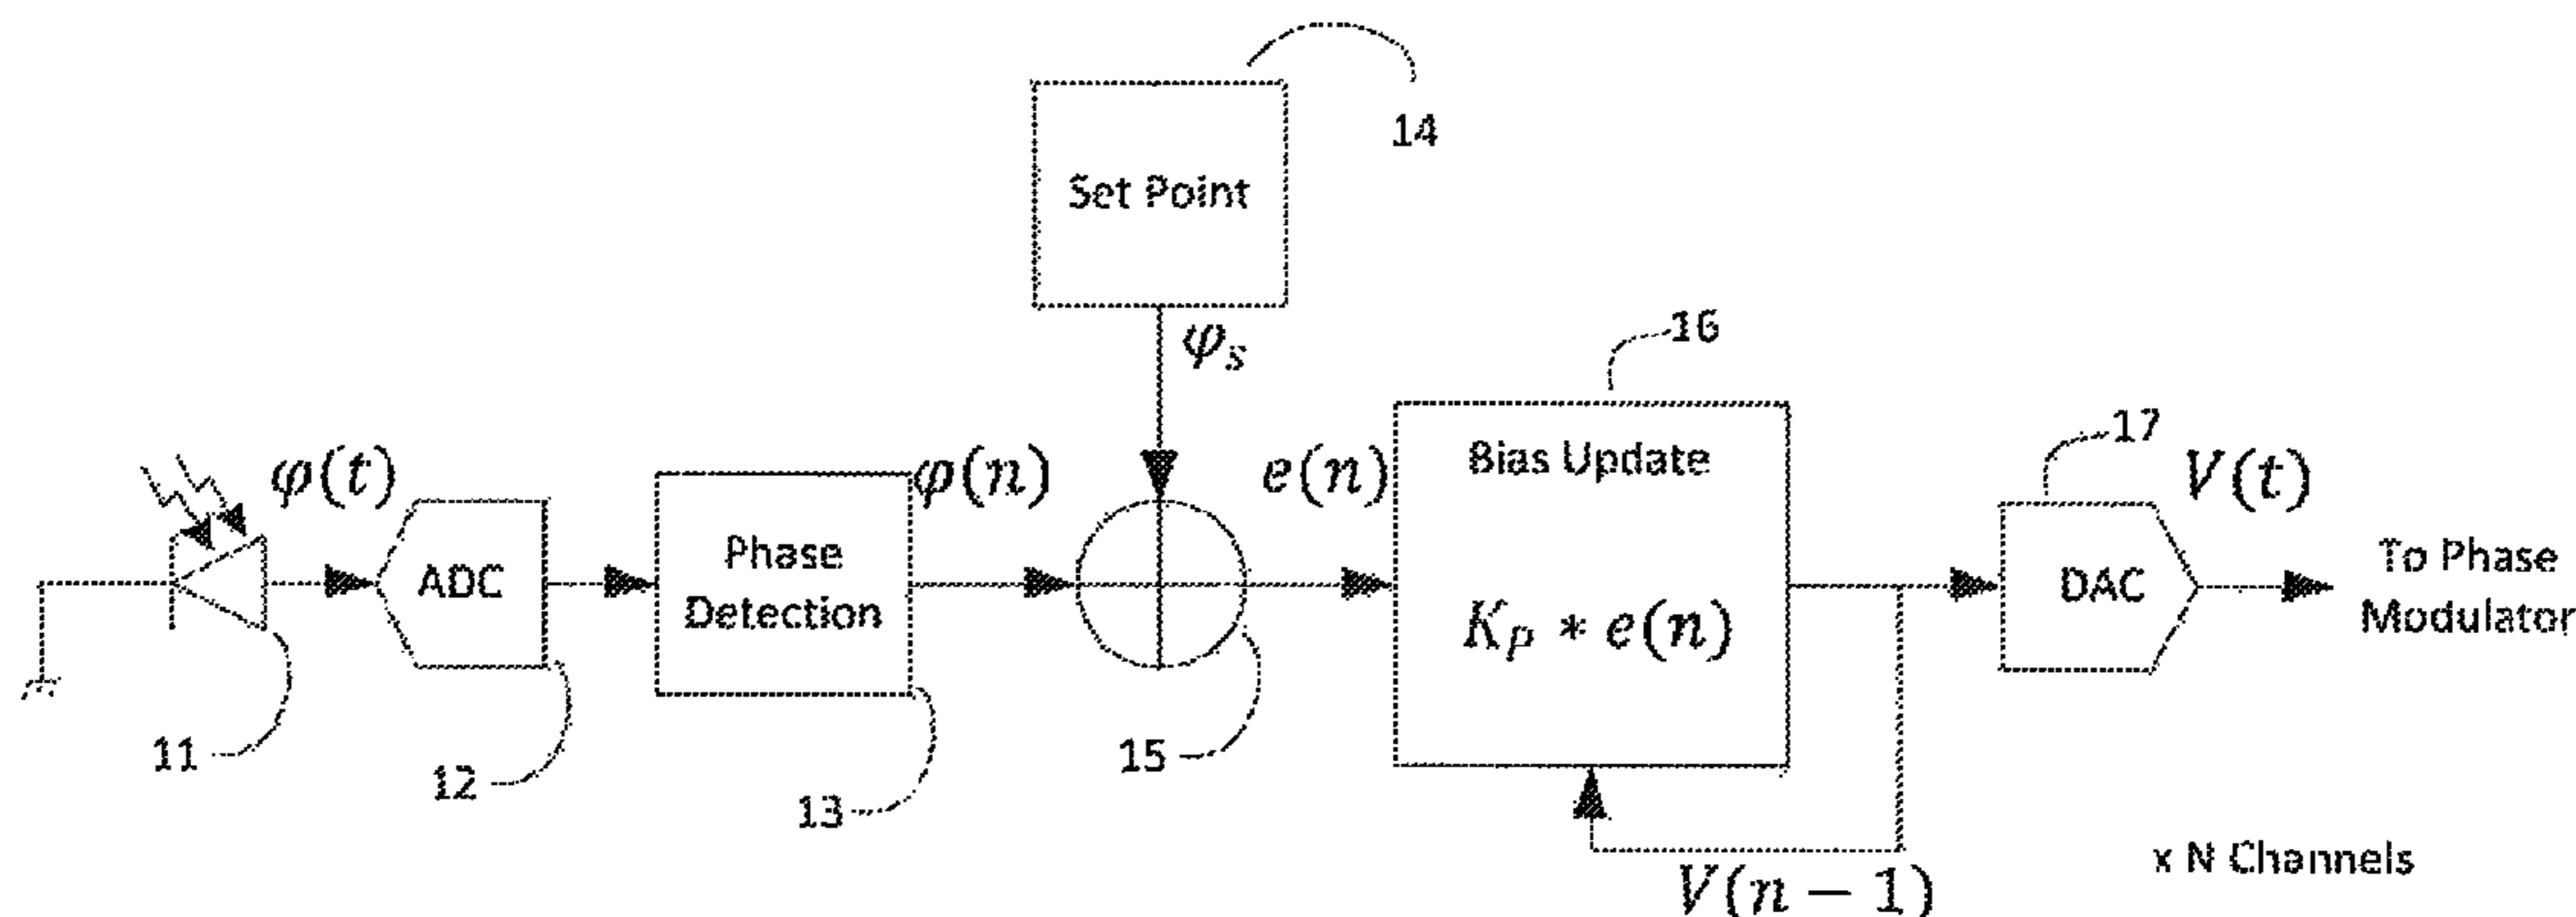 14
Set Point
φₛ
16
17
φ(t)
φ(n)
e(n)
Bias Update
V(t)
ADC
Phase
Detection
Kₚ * e(n)
DAC
To Phase
Modulator
11
12
13
15
V(n − 1)
x N Channels